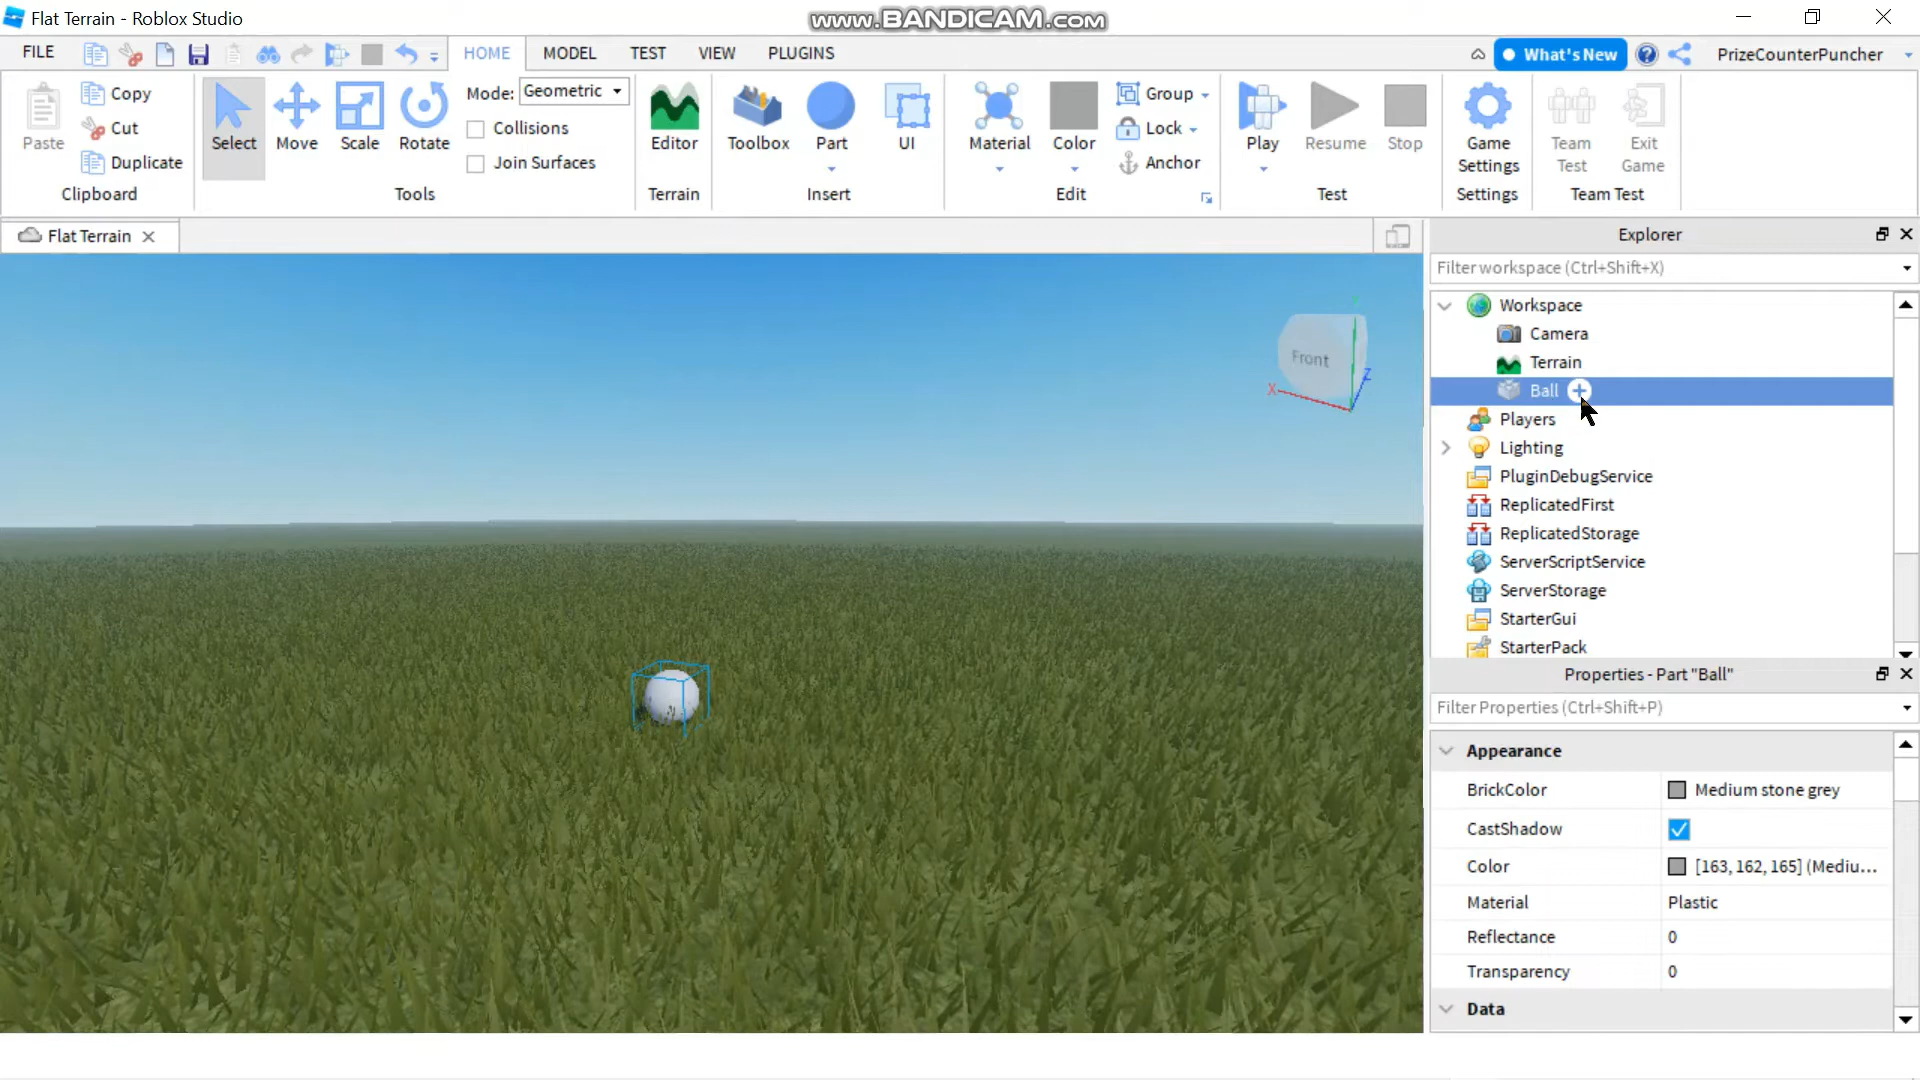 Flat Terrain - Roblox Studio
www.BANDICAM.com
FILE
HOME
MODEL
TEST
VIEW
PLUGINS
What's New
PrizeCounterPuncher
Paste
Copy
Cut
Duplicate
Clipboard
Select
Move
Scale
Rotate
Mode: Geometric
Collisions
Join Surfaces
Tools
Editor
Terrain
Toolbox
Part
UI
Insert
Material
Color
Group
Lock
Anchor
Edit
Play
Resume
Stop
Test
Game
Settings
Settings
Team
Test
Exit
Game
Team Test
Flat Terrain
Front
X
Z
Explorer
Filter workspace (Ctrl+Shift+X)
Workspace
Camera
Terrain
Ball
Players
Lighting
PluginDebugService
ReplicatedFirst
ReplicatedStorage
ServerScriptService
ServerStorage
StarterGui
StarterPack
Properties - Part "Ball"
Filter Properties (Ctrl+Shift+P)
Appearance
BrickColor Medium stone grey
CastShadow
Color [163, 162, 165] (Mediu...
Material Plastic
Reflectance 0
Transparency 0
Data